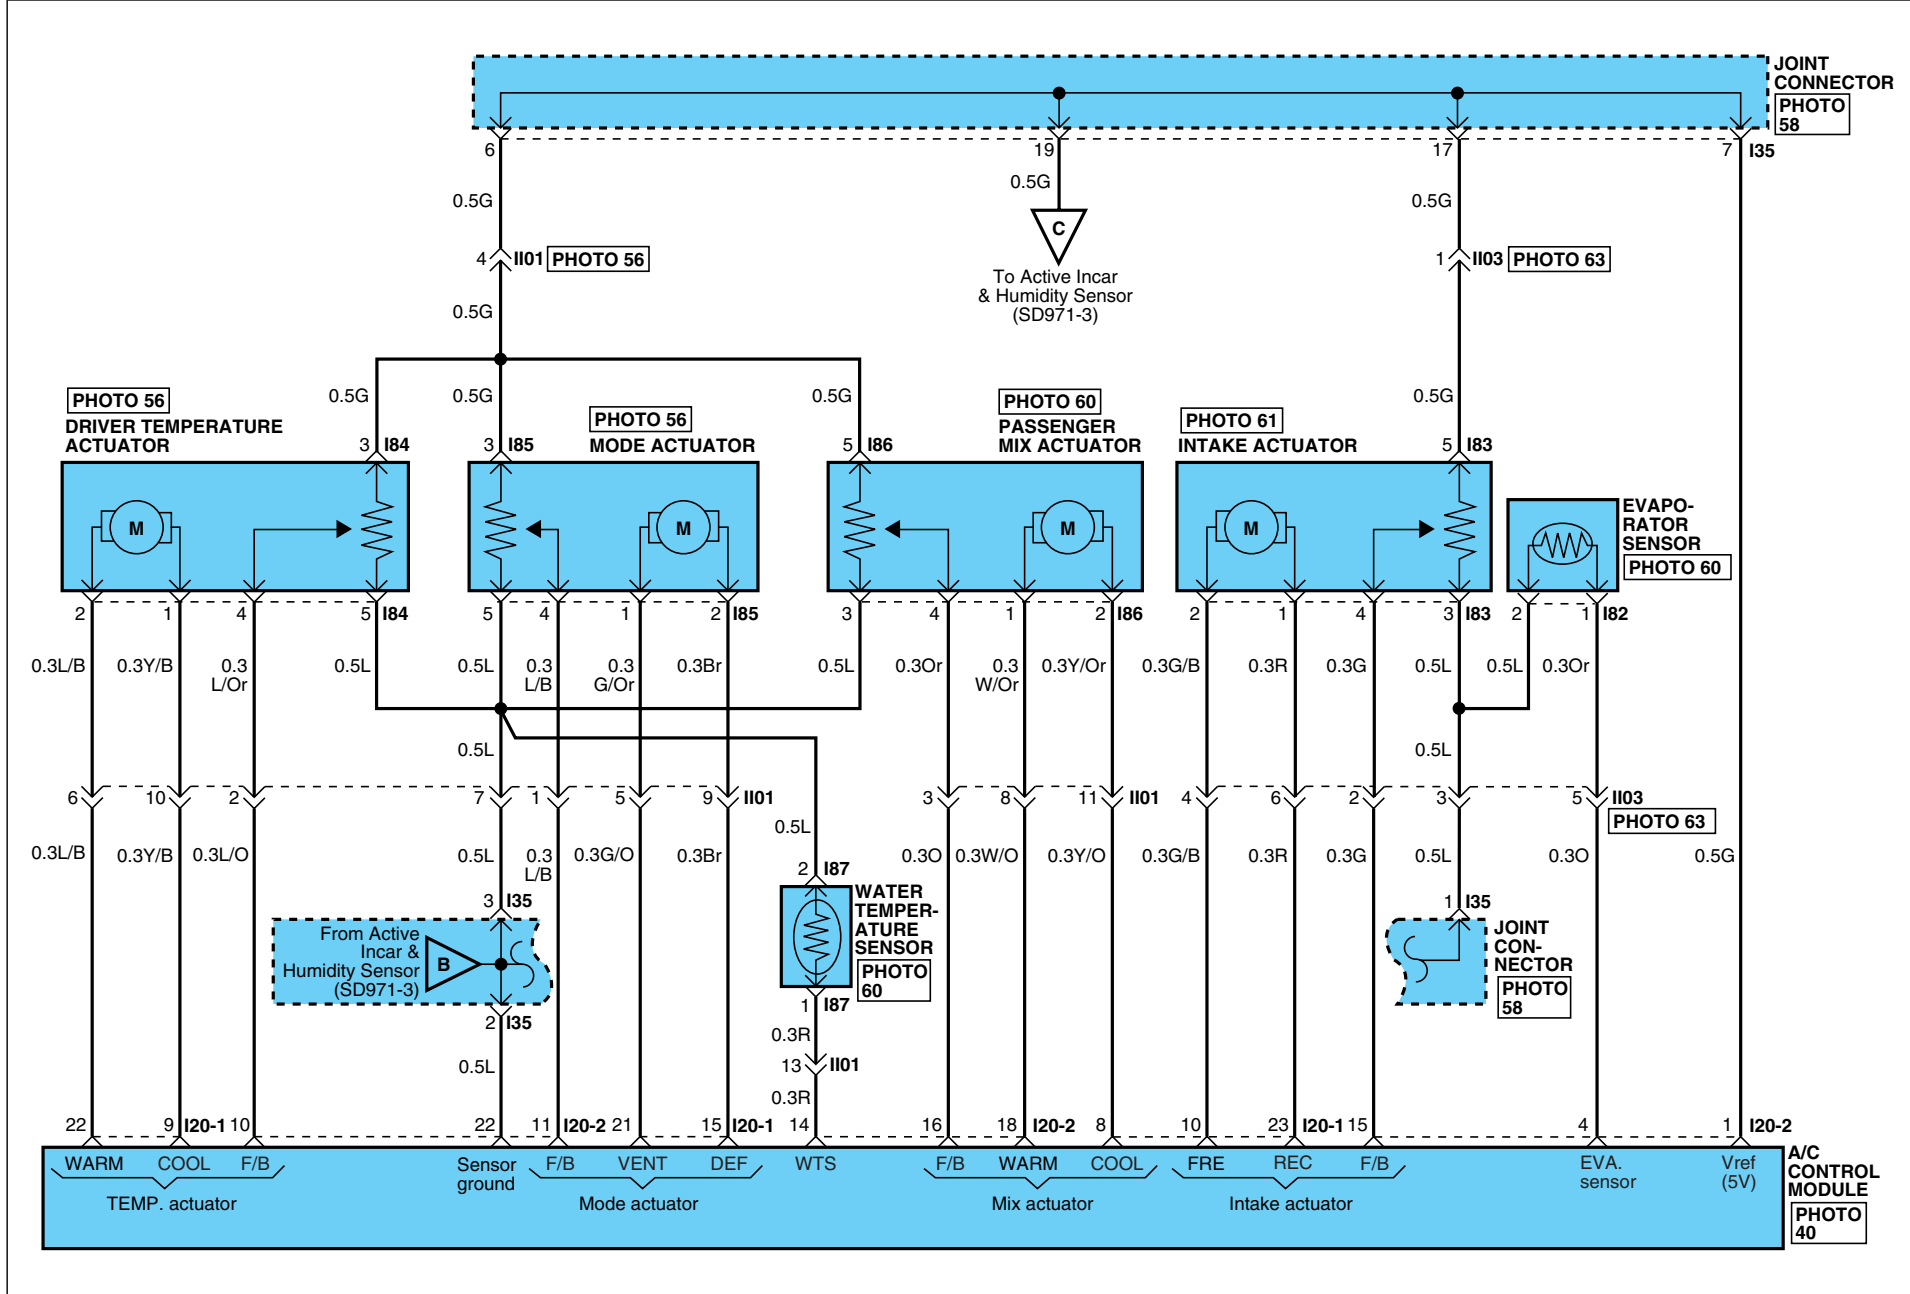 JOINT
CONNECTOR
PHOTO
58
6 19 17 7 I35
0.5G 0.5G 0.5G
C
4 II01 PHOTO 56
To Active Incar
& Humidity Sensor
(SD971-3)
1 II03 PHOTO 63
0.5G
PHOTO 56
DRIVER TEMPERATURE
ACTUATOR
0.5G 0.5G 0.5G 0.5G
PHOTO 56
MODE ACTUATOR
PHOTO 60
PASSENGER
MIX ACTUATOR
PHOTO 61
INTAKE ACTUATOR
3 I84 3 I85 5 I86 5 I83
M M M M
EVAPO-
RATOR
SENSOR
PHOTO 60
2 1 4 5 I84 5 4 1 2 I85 3 4 1 2 I86 2 1 4 3 I83 2 1 I82
0.3L/B 0.3Y/B 0.3
L/Or 0.5L 0.5L 0.3
L/B 0.3
G/Or 0.3Br 0.5L 0.3Or 0.3
W/Or 0.3Y/Or 0.3G/B 0.3R 0.3G 0.5L 0.5L 0.3Or
0.5L 0.5L
6 10 2 7 1 5 9 II01 3 8 11 II01 4 6 2 3 5 II03
PHOTO 63
0.5L
0.3L/B 0.3Y/B 0.3L/O 0.5L 0.3
L/B 0.3G/O 0.3Br 0.3O 0.3W/O 0.3Y/O 0.3G/B 0.3R 0.3G 0.5L 0.3O 0.5G
2 I87
WATER
TEMPER-
ATURE
SENSOR
PHOTO
60
3 I35
From Active
Incar &
Humidity Sensor
(SD971-3)
B
2 I35
1 I35
JOINT
CON-
NECTOR
PHOTO
58
1 I87
0.3R
13 II01
0.5L
0.3R
22 9 I20-1 10 22 11 I20-2 21 15 I20-1 14 16 18 I20-2 8 10 23 I20-1 15 4 1 I20-2
WARM COOL F/B
TEMP. actuator
Sensor
ground
F/B VENT DEF
Mode actuator
WTS
F/B WARM COOL
Mix actuator
FRE REC F/B
Intake actuator
EVA.
sensor
Vref
(5V)
A/C
CONTROL
MODULE
PHOTO
40